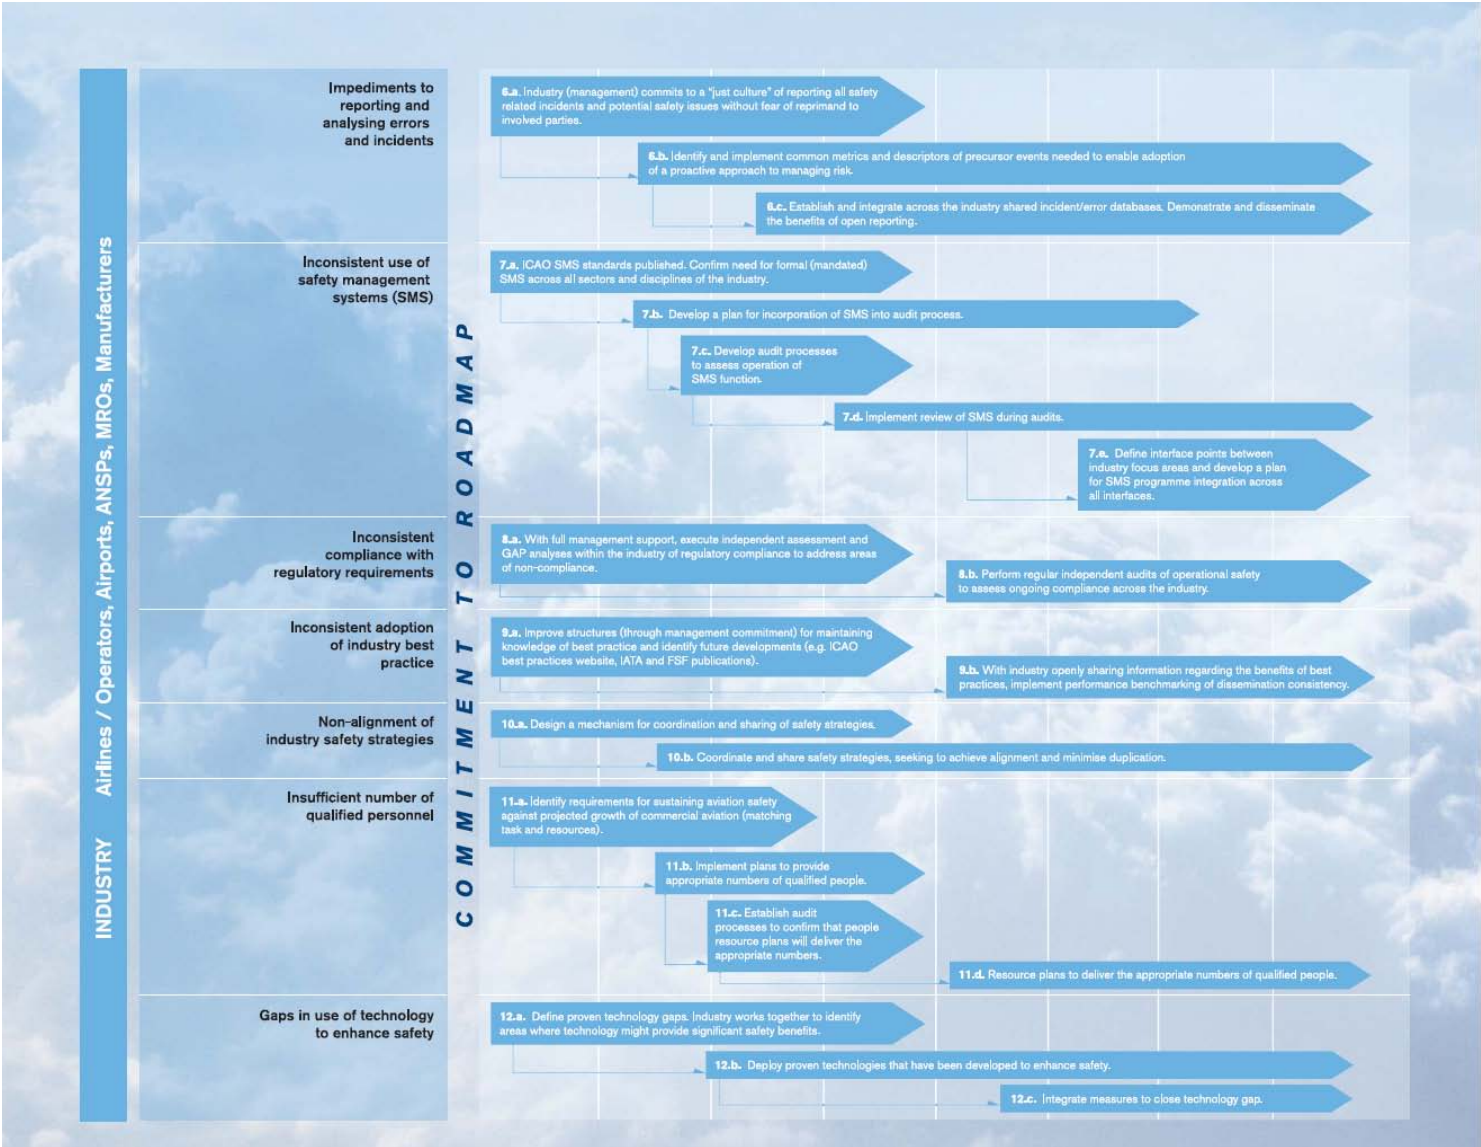 INDUSTRY Airlines / Operators, Airports, ANSPs, MROs, Manufacturers
COMMITMENT TO ROADMAP
Impediments to
reporting and
analysing errors
and incidents
6.a. Industry (management) commits to a “just culture” of reporting all safety
related incidents and potential safety issues without fear of reprimand to
involved parties.
6.b. Identify and implement common metrics and descriptors of precursor events needed to enable adoption
of a proactive approach to managing risk.
6.c. Establish and integrate across the industry shared incident/error databases. Demonstrate and disseminate
the benefits of open reporting.
Inconsistent use of
safety management
systems (SMS)
7.a. ICAO SMS standards published. Confirm need for formal (mandated)
SMS across all sectors and disciplines of the industry.
7.b. Develop a plan for incorporation of SMS into audit process.
7.c. Develop audit processes
to assess operation of
SMS function.
7.d. Implement review of SMS during audits.
7.e. Define interface points between
industry focus areas and develop a plan
for SMS programme integration across
all interfaces.
Inconsistent
compliance with
regulatory requirements
8.a. With full management support, execute independent assessment and
GAP analyses within the industry of regulatory compliance to address areas
of non-compliance.
8.b. Perform regular independent audits of operational safety
to assess ongoing compliance across the industry.
Inconsistent adoption
of industry best
practice
9.a. Improve structures (through management commitment) for maintaining
knowledge of best practice and identify future developments (e.g. ICAO
best practices website, IATA and FSF publications).
9.b. With industry openly sharing information regarding the benefits of best
practices, implement performance benchmarking of dissemination consistency.
Non-alignment of
industry safety strategies
10.a. Design a mechanism for coordination and sharing of safety strategies.
10.b. Coordinate and share safety strategies, seeking to achieve alignment and minimise duplication.
Insufficient number of
qualified personnel
11.a. Identify requirements for sustaining aviation safety
against projected growth of commercial aviation (matching
task and resources).
11.b. Implement plans to provide
appropriate numbers of qualified people.
11.c. Establish audit
processes to confirm that people
resource plans will deliver the
appropriate numbers.
11.d. Resource plans to deliver the appropriate numbers of qualified people.
Gaps in use of technology
to enhance safety
12.a. Define proven technology gaps. Industry works together to identify
areas where technology might provide significant safety benefits.
12.b. Deploy proven technologies that have been developed to enhance safety.
12.c. Integrate measures to close technology gap.